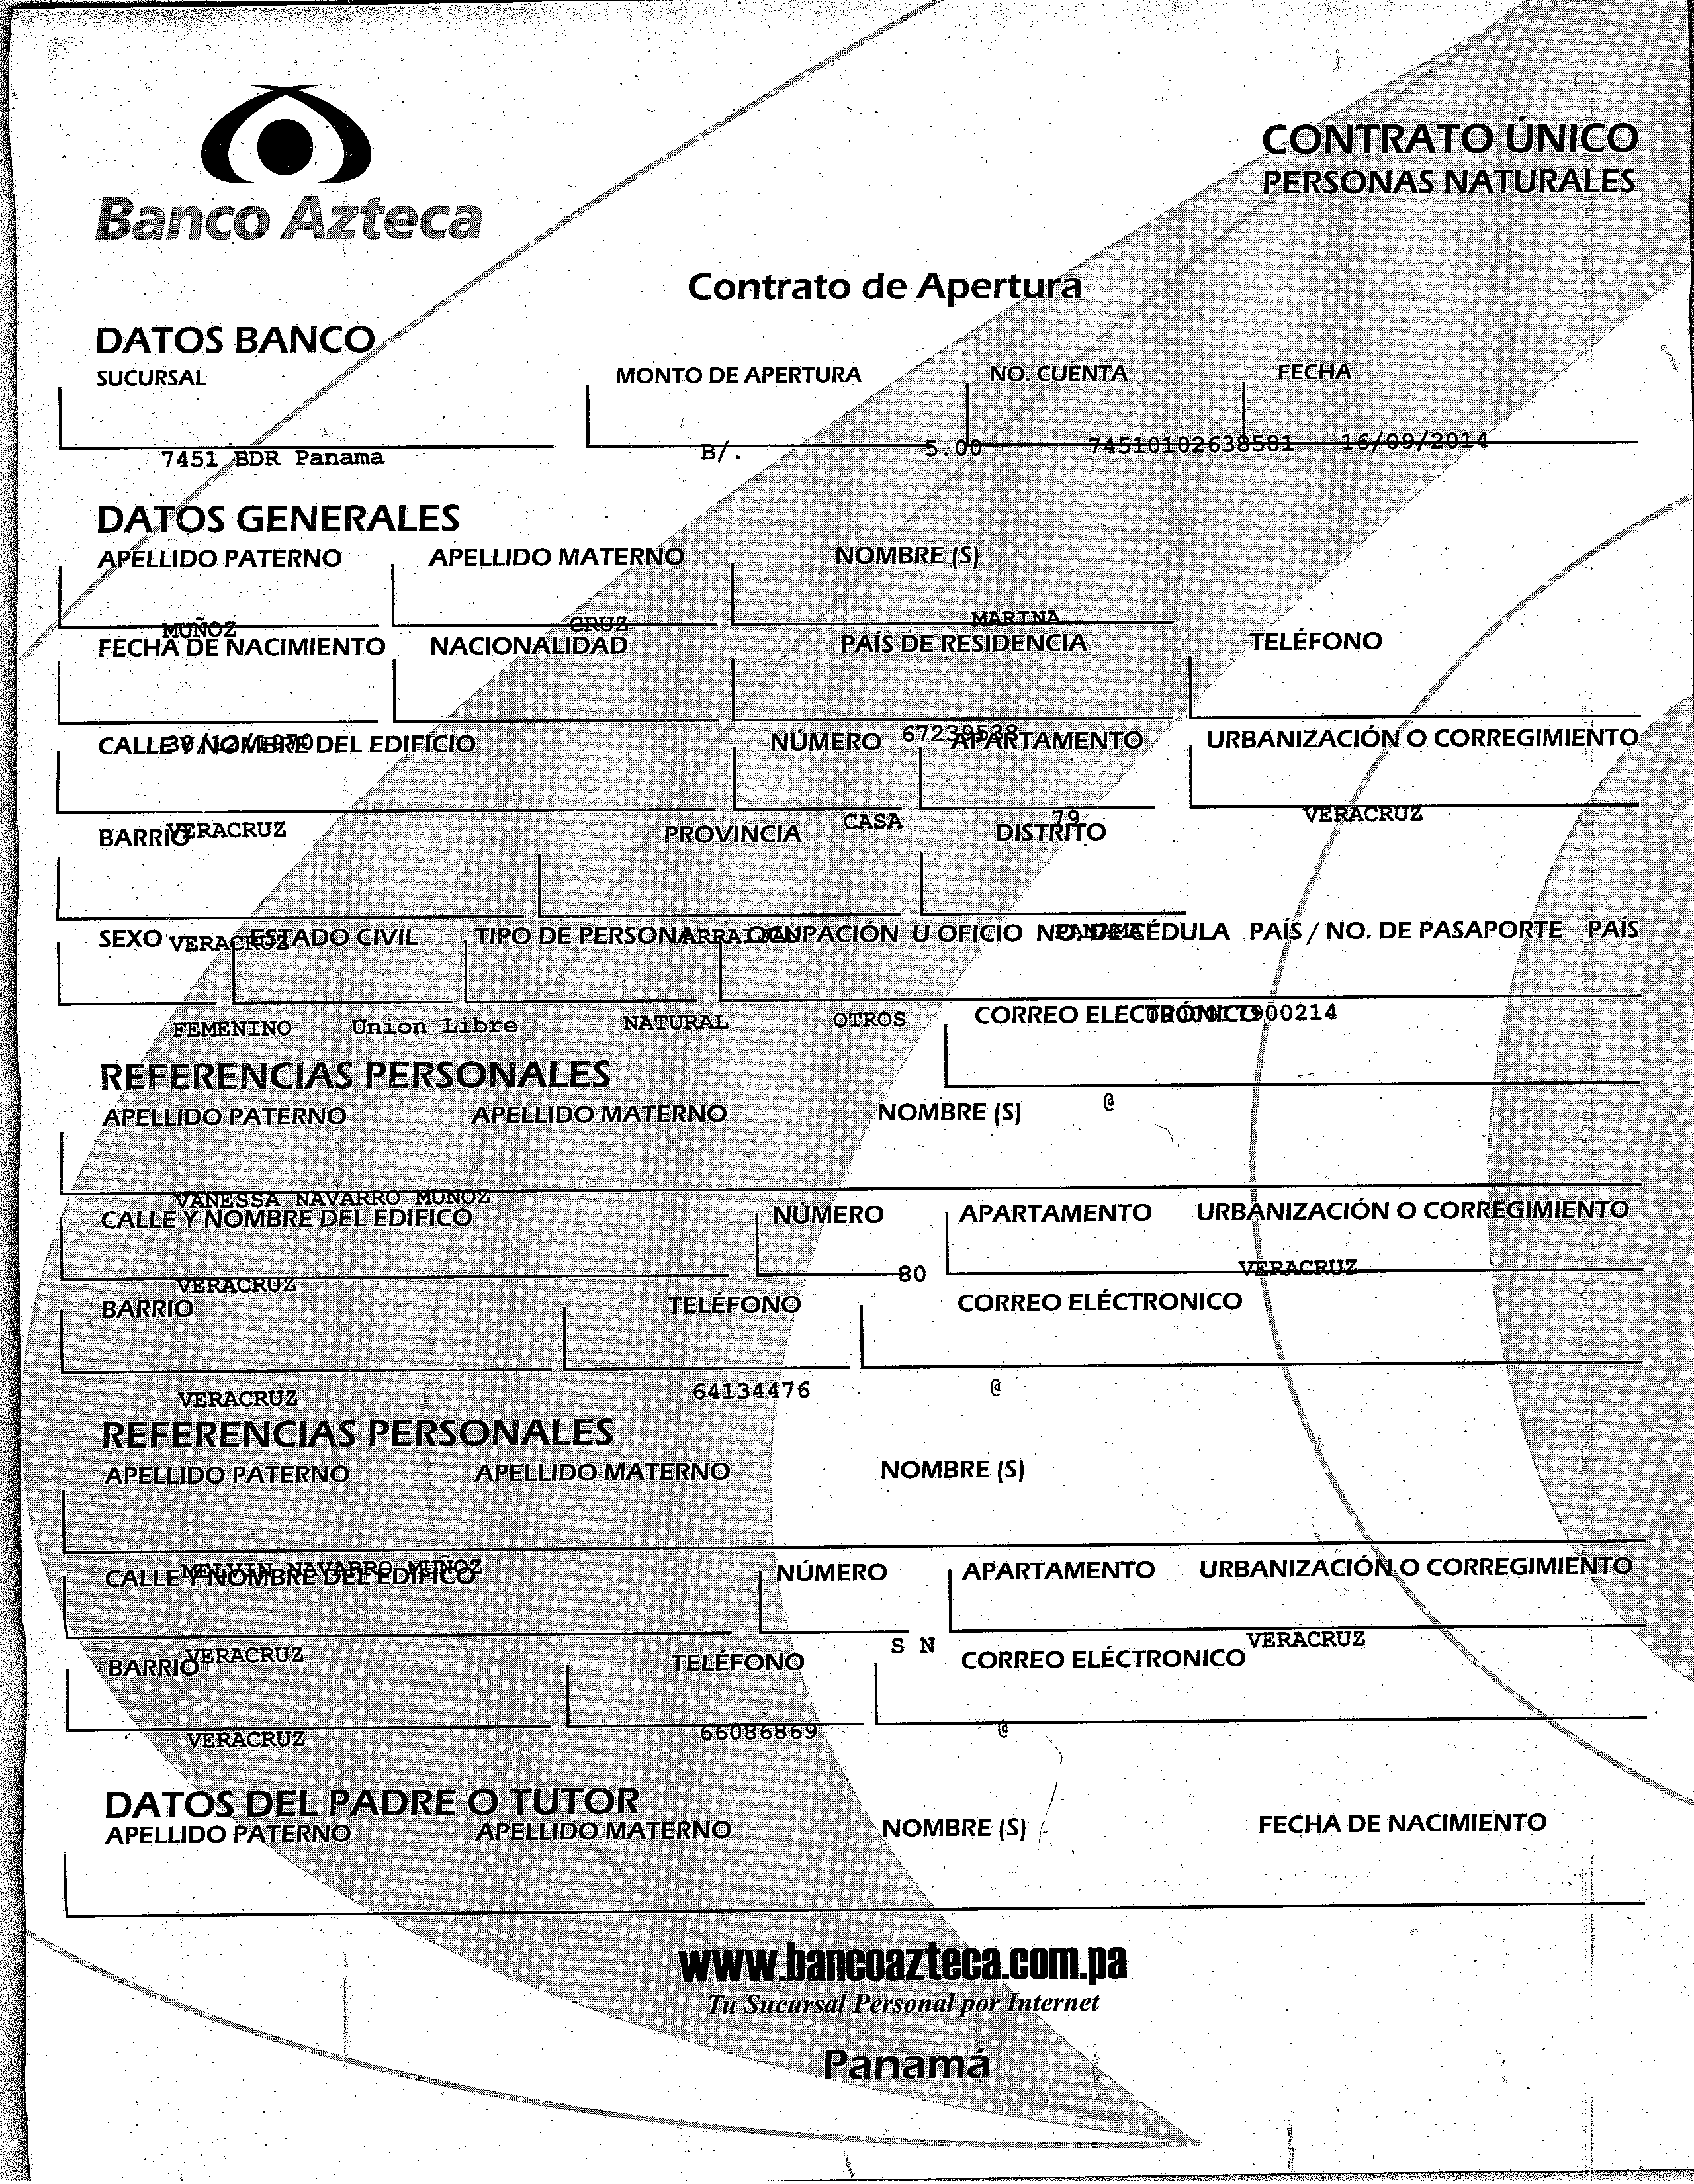 Banco Azteca
CONTRATO ÚNICO
PERSONAS NATURALES
Contrato de Apertura
DATOS BANCO
SUCURSAL MONTO DE APERTURA NO. CUENTA FECHA
7451 BDR Panama B/. 5.00 74510102638581 16/09/2014
DATOS GENERALES
APELLIDO PATERNO APELLIDO MATERNO NOMBRE (S)
MUÑOZ CRUZ MARINA
FECHA DE NACIMIENTO NACIONALIDAD PAÍS DE RESIDENCIA TELÉFONO
67239538
CALLE Y NOMBRE DEL EDIFICIO NÚMERO APARTAMENTO URBANIZACIÓN O CORREGIMIENTO
VERACRUZ CASA 79 VERACRUZ
BARRIO PROVINCIA DISTRITO
VERACRUZ PANAMA
SEXO ESTADO CIVIL TIPO DE PERSONA OCUPACIÓN U OFICIO NO. DE CÉDULA PAÍS / NO. DE PASAPORTE PAÍS
FEMENINO Union Libre NATURAL OTROS
CORREO ELECTRÓNICO
@
REFERENCIAS PERSONALES
APELLIDO PATERNO APELLIDO MATERNO NOMBRE (S)
VANESSA NAVARRO MUÑOZ
CALLE Y NOMBRE DEL EDIFICO NÚMERO APARTAMENTO URBANIZACIÓN O CORREGIMIENTO
VERACRUZ 80 VERACRUZ
BARRIO TELÉFONO CORREO ELÉCTRONICO
VERACRUZ 64134476 @
REFERENCIAS PERSONALES
APELLIDO PATERNO APELLIDO MATERNO NOMBRE (S)
MELVIN NAVARRO MUÑOZ
CALLE Y NOMBRE DEL EDIFICO NÚMERO APARTAMENTO URBANIZACIÓN O CORREGIMIENTO
VERACRUZ S N VERACRUZ
BARRIO TELÉFONO CORREO ELÉCTRONICO
VERACRUZ 66086869 @
DATOS DEL PADRE O TUTOR
APELLIDO PATERNO APELLIDO MATERNO NOMBRE (S) FECHA DE NACIMIENTO
www.bancoazteca.com.pa
Tu Sucursal Personal por Internet
Panamá